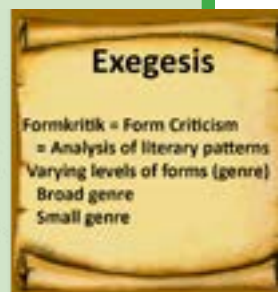 Exegesis
Formkritik = Form Criticism
= Analysis of literary patterns
Varying levels of forms (genre)
Broad genre
Small genre